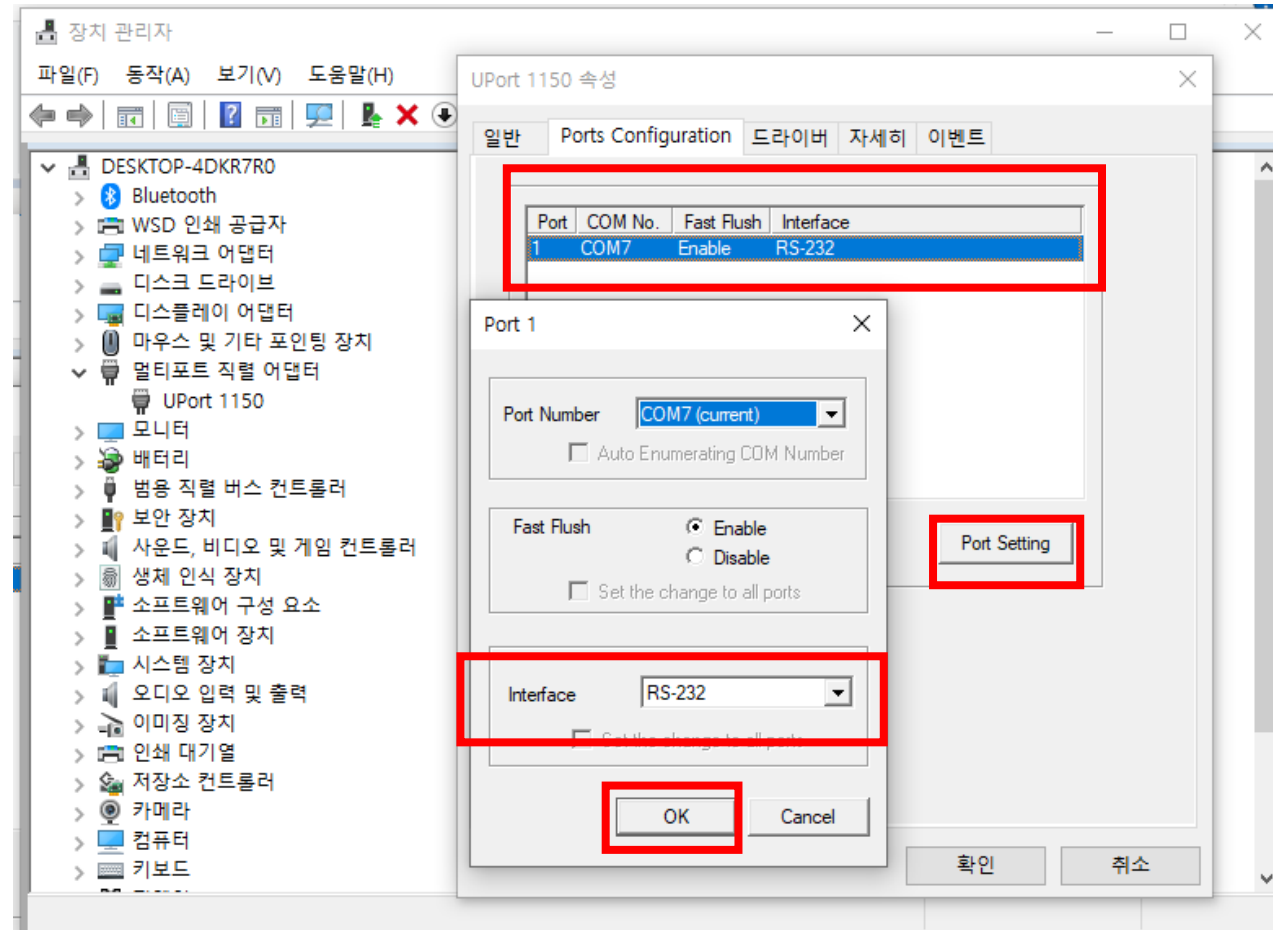 장치 관리자
파일(F) 동작(A) 보기(V) 도움말(H)
DESKTOP-4DKR7R0
Bluetooth
WSD 인쇄 공급자
네트워크 어댑터
디스크 드라이브
디스플레이 어댑터
마우스 및 기타 포인팅 장치
멀티포트 직렬 어댑터
UPort 1150
모니터
배터리
범용 직렬 버스 컨트롤러
보안 장치
사운드, 비디오 및 게임 컨트롤러
생체 인식 장치
소프트웨어 구성 요소
소프트웨어 장치
시스템 장치
오디오 입력 및 출력
이미징 장치
인쇄 대기열
저장소 컨트롤러
카메라
컴퓨터
키보드
UPort 1150 속성
일반 Ports Configuration 드라이버 자세히 이벤트
Port COM No. Fast Flush Interface
1 COM7 Enable RS-232
Port Setting
확인 취소
Port 1
Port Number COM7 (current)
Auto Enumerating COM Number
Fast Flush Enable
Disable
Set the change to all ports
Interface RS-232
Set the change to all ports
OK Cancel